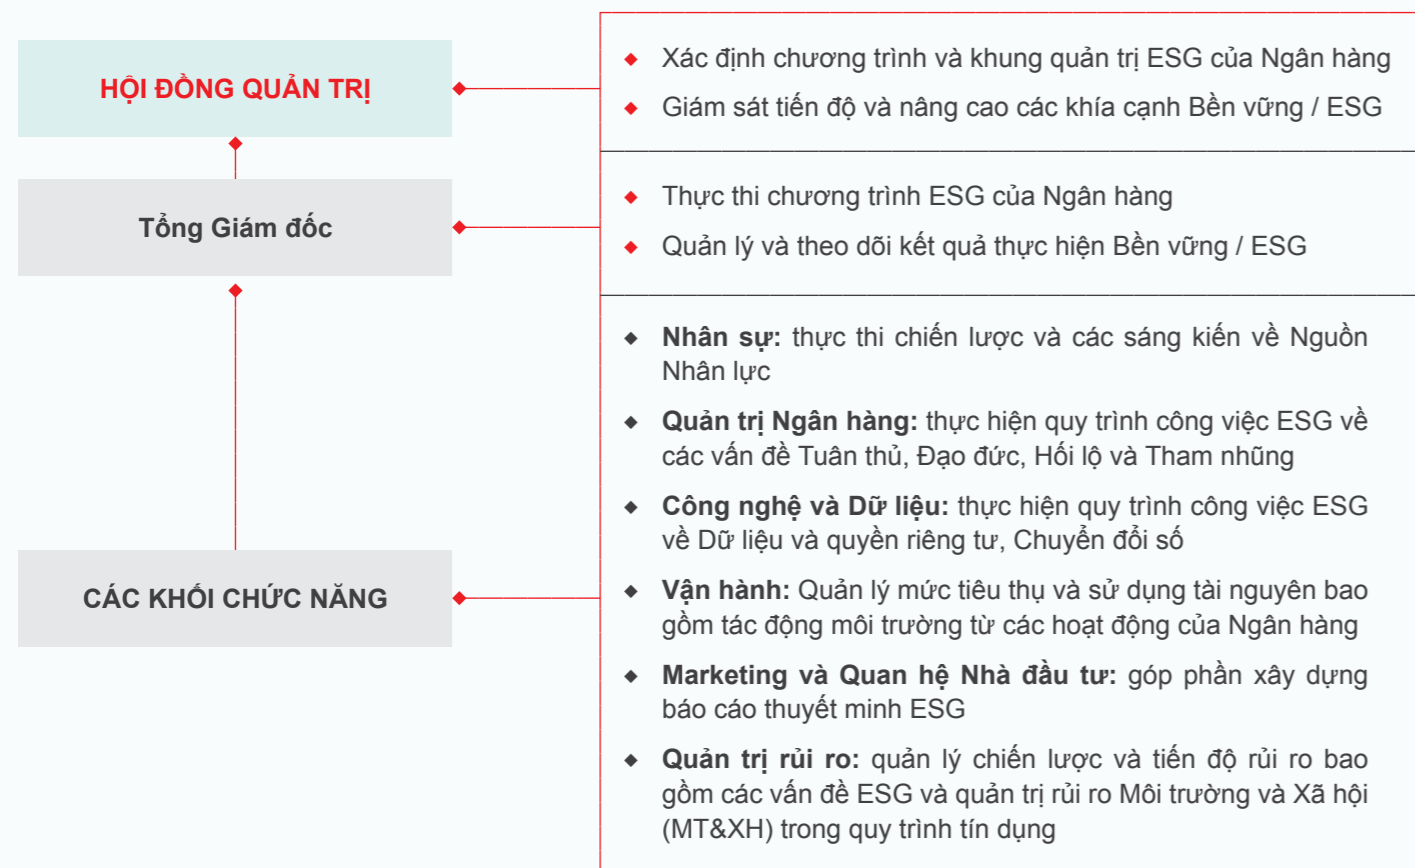 HỘI ĐỒNG QUẢN TRỊ
Xác định chương trình và khung quản trị ESG của Ngân hàng
Giám sát tiến độ và nâng cao các khía cạnh Bền vững / ESG
Tổng Giám đốc
Thực thi chương trình ESG của Ngân hàng
Quản lý và theo dõi kết quả thực hiện Bền vững / ESG
CÁC KHỐI CHỨC NĂNG
Nhân sự: thực thi chiến lược và các sáng kiến về Nguồn
Nhân lực
Quản trị Ngân hàng: thực hiện quy trình công việc ESG về
các vấn đề Tuân thủ, Đạo đức, Hối lộ và Tham nhũng
Công nghệ và Dữ liệu: thực hiện quy trình công việc ESG
về Dữ liệu và quyền riêng tư, Chuyển đổi số
Vận hành: Quản lý mức tiêu thụ và sử dụng tài nguyên bao
gồm tác động môi trường từ các hoạt động của Ngân hàng
Marketing và Quan hệ Nhà đầu tư: góp phần xây dựng
báo cáo thuyết minh ESG
Quản trị rủi ro: quản lý chiến lược và tiến độ rủi ro bao
gồm các vấn đề ESG và quản trị rủi ro Môi trường và Xã hội
(MT&XH) trong quy trình tín dụng